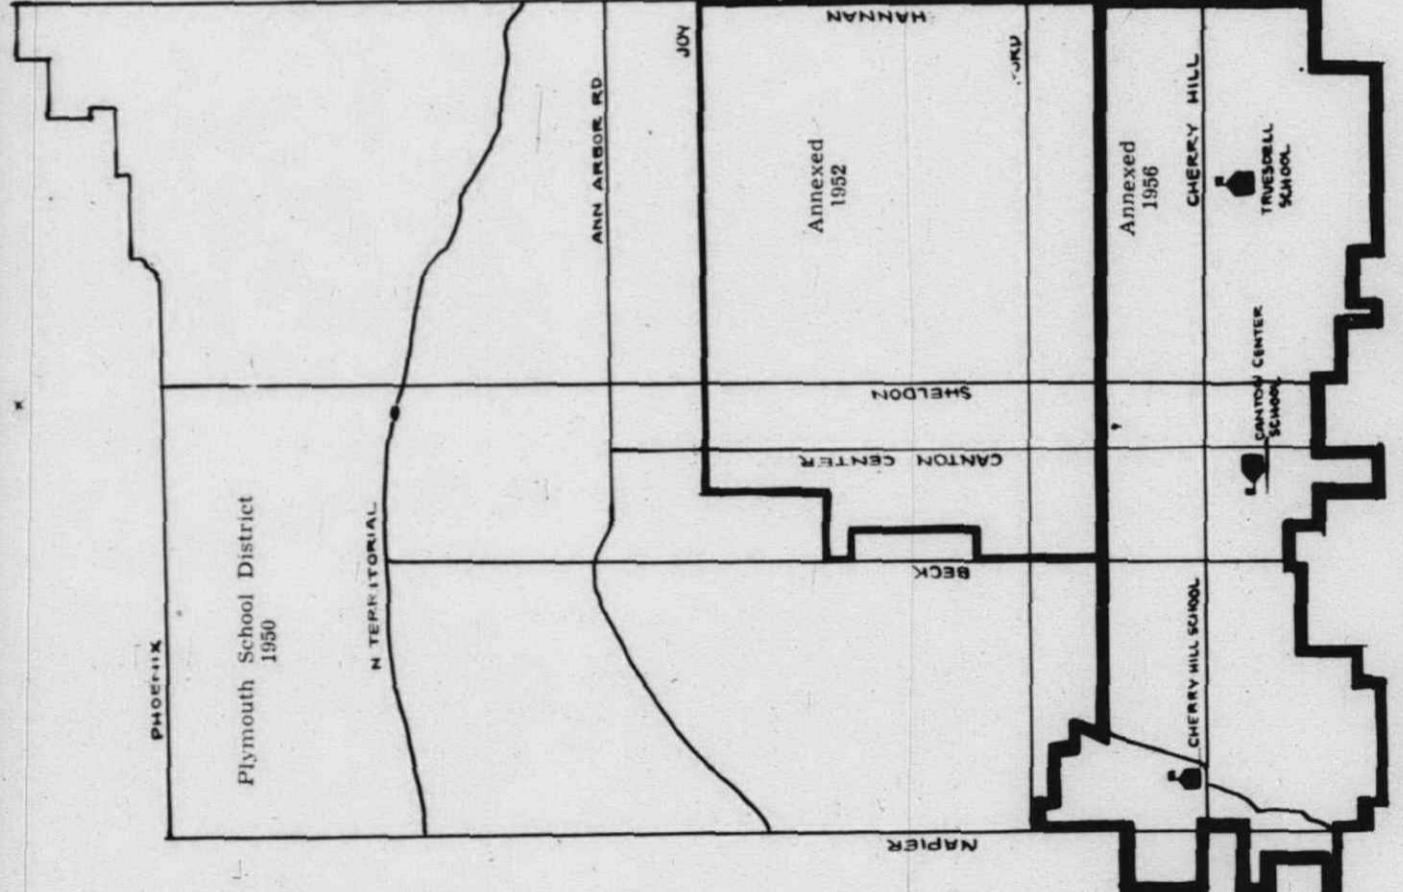 PHOENIX
Plymouth School District
1950
N TERRITORIAL
ANN ARBOR RD
JOY
HANNAN
Annexed
1952
SHELDON
CANTON CENTER
BECK
NAPIER
Annexed
1956
CHERRY HILL
TRUESDELL
SCHOOL
CANTON CENTER
SCHOOL
CHERRY HILL SCHOOL